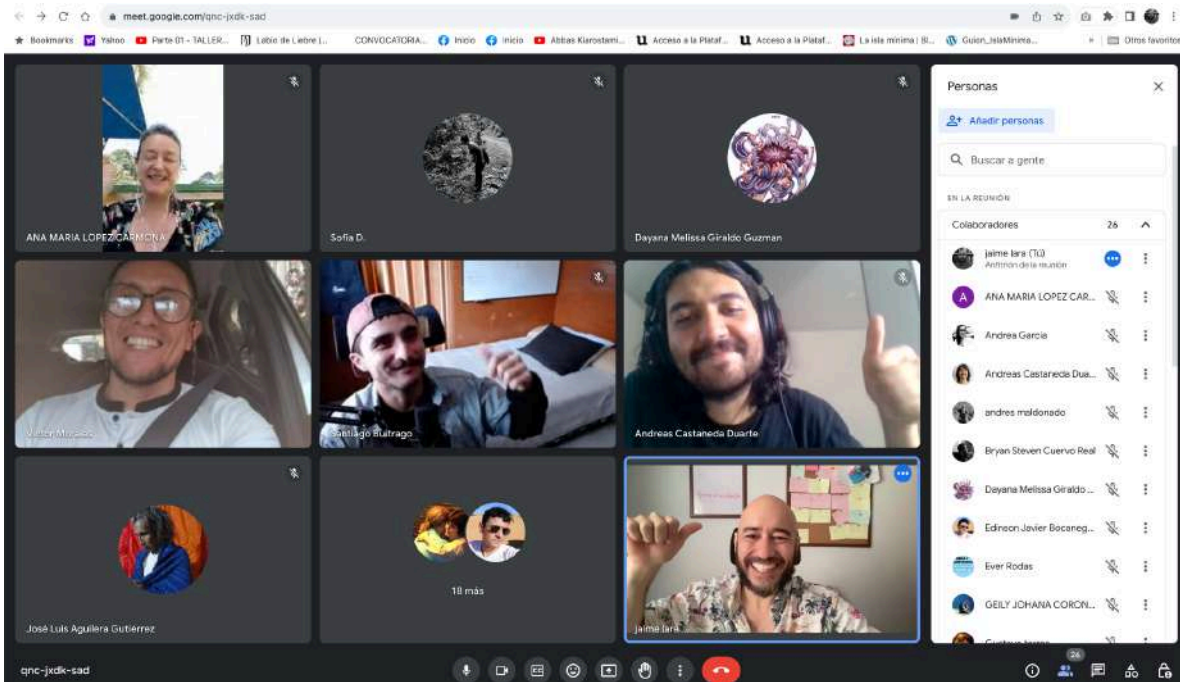 meet.google.com/qnc-jxdk-sad
Bookmarks Yahoo Parte 01 - TALLER... Labio de Liebre |... CONVOCATORIA... Inicio Inicio Abbas Kiarostami... Acceso a la Plataf... Acceso a la Plataf... La isla mínima | Bl... Guion_IslaMinima... Otros favoritos
ANA MARIA LOPEZ CARMONA
Sofia D.
Dayana Melissa Giraldo Guzman
Santiago Buitrago
Andreas Castaneda Duarte
José Luis Aguilera Gutiérrez
18 más
jaime lara
qnc-jxdk-sad
Personas
Añadir personas
Buscar a gente
EN LA REUNIÓN
Colaboradores 26
jaime lara (Tú)
Anfitrión de la reunión
A ANA MARIA LOPEZ CAR...
Andrea Garcia
Andreas Castaneda Dua...
andres maldonado
Bryan Steven Cuervo Real
Dayana Melissa Giraldo ...
Edinson Javier Bocaneg...
Ever Rodas
GEILY JOHANA CORON...
26